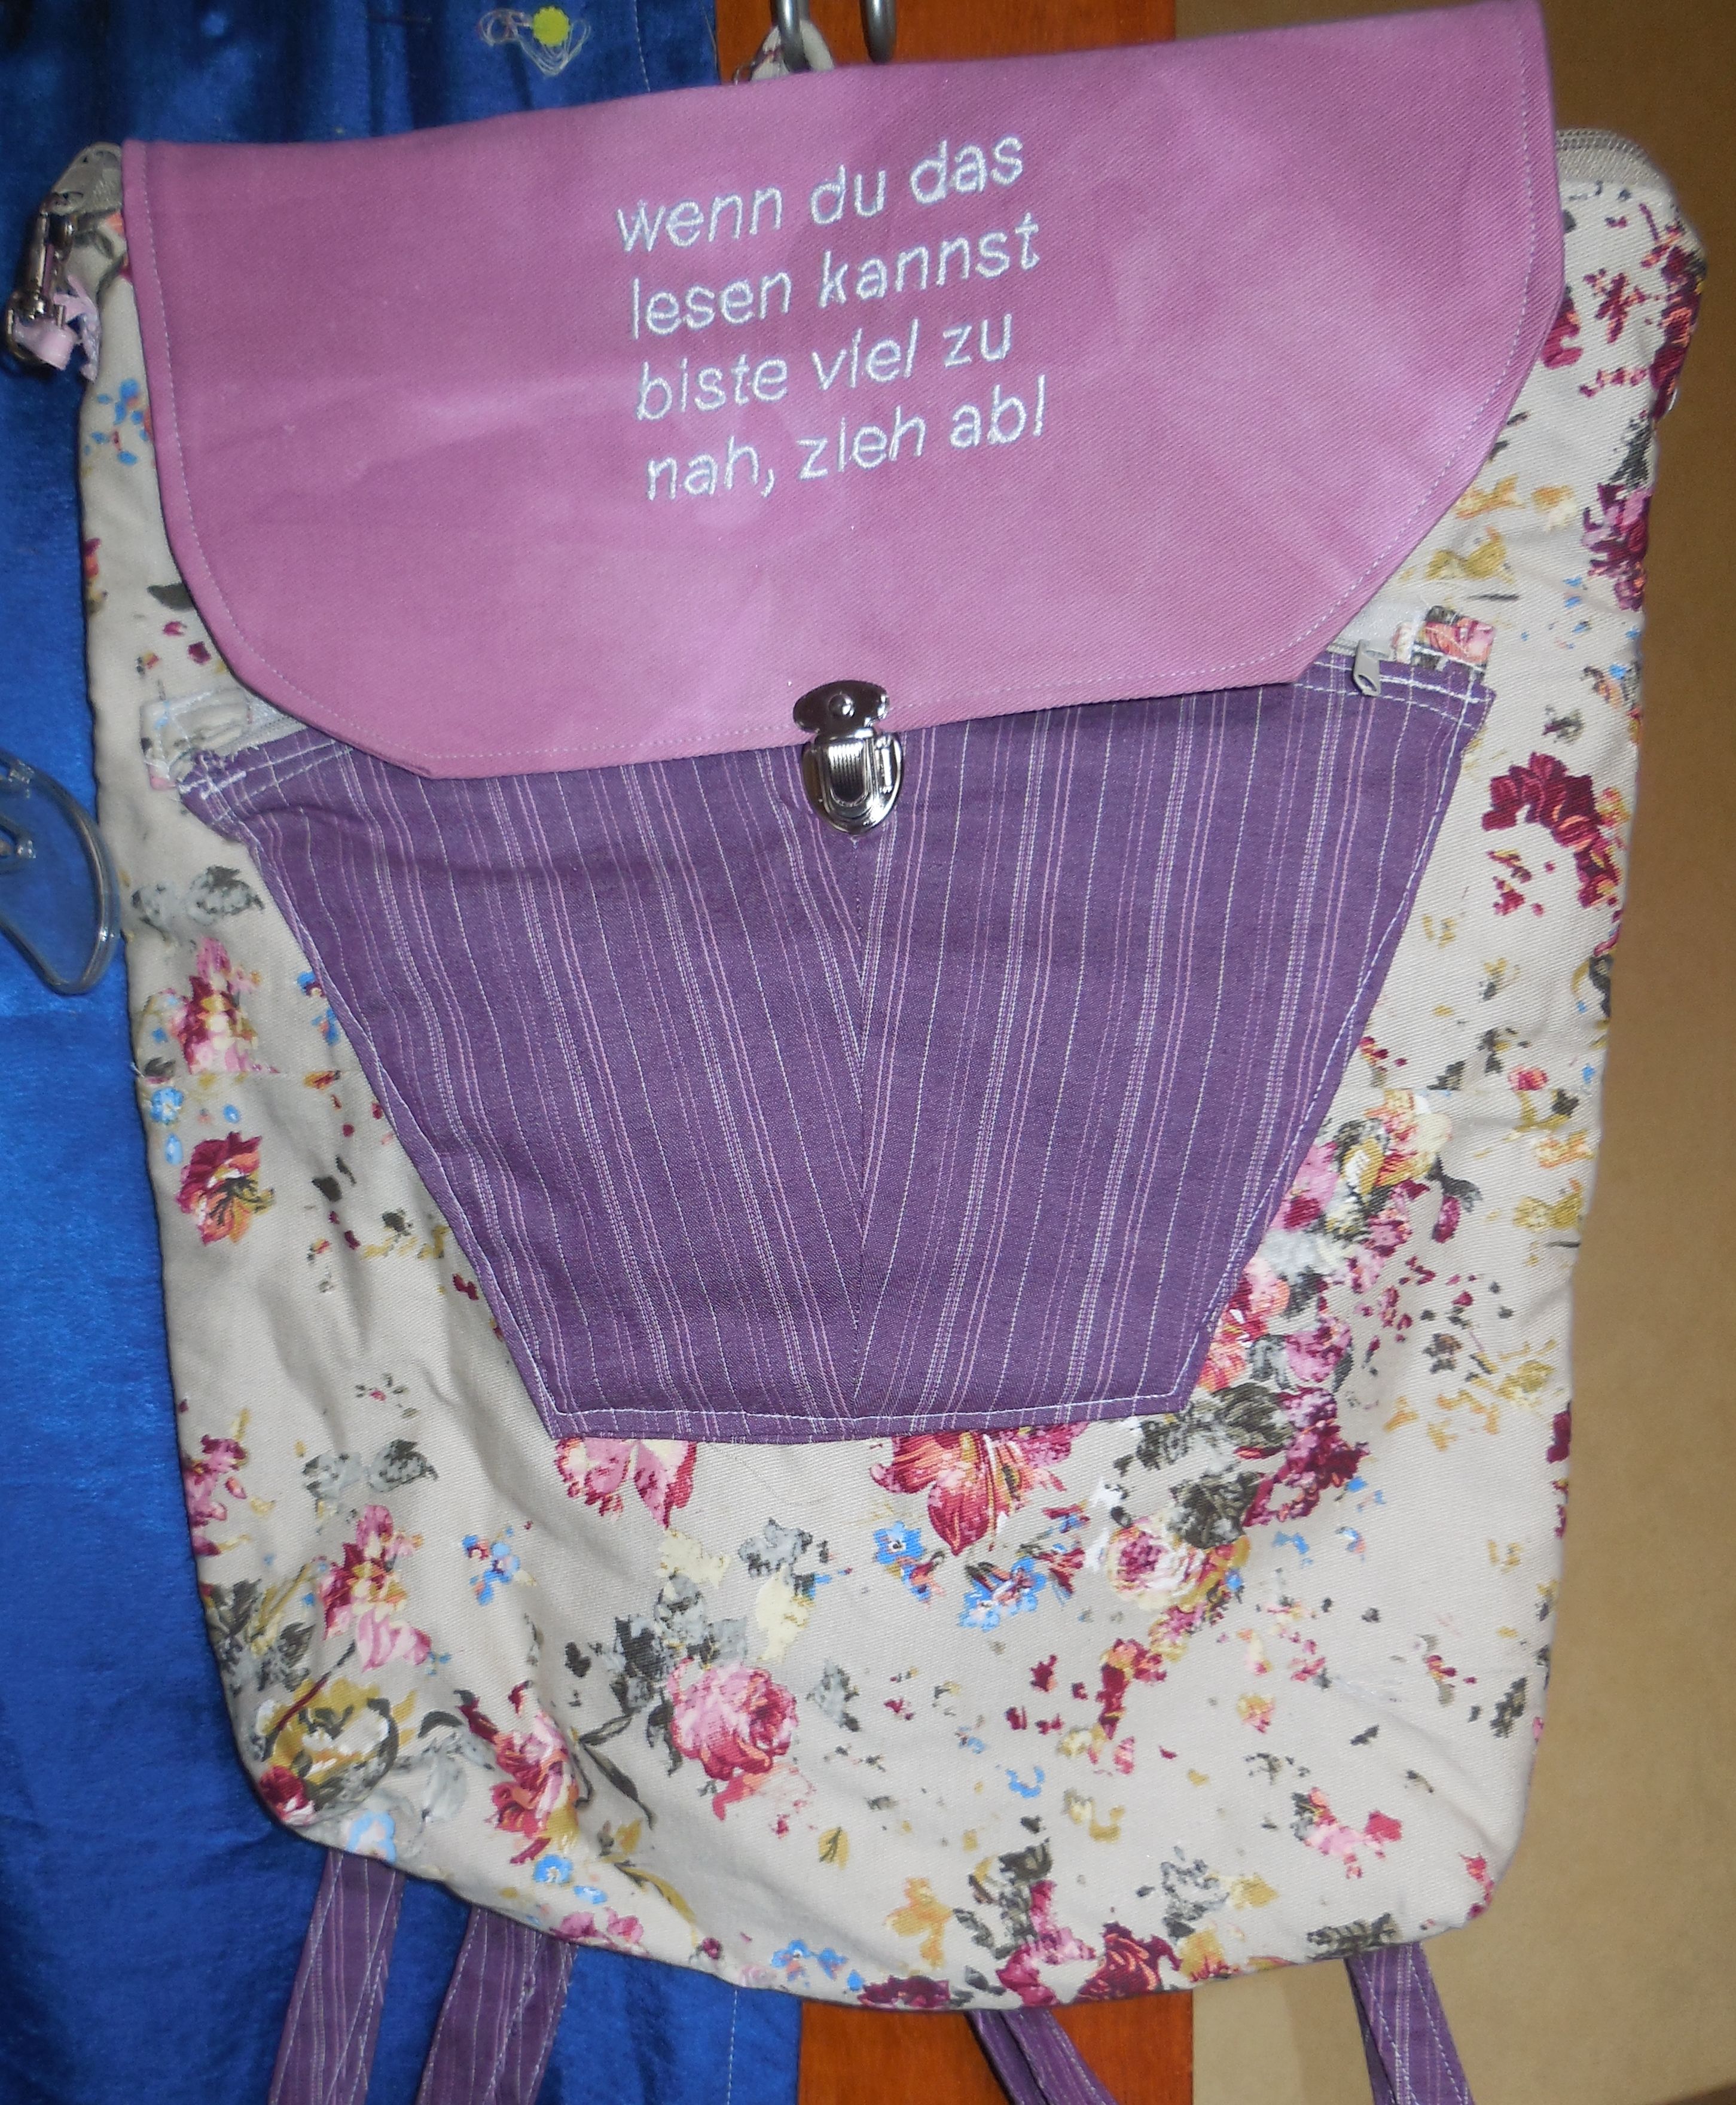 wenn du das
lesen kannst
biste viel zu
nah, zieh ab!